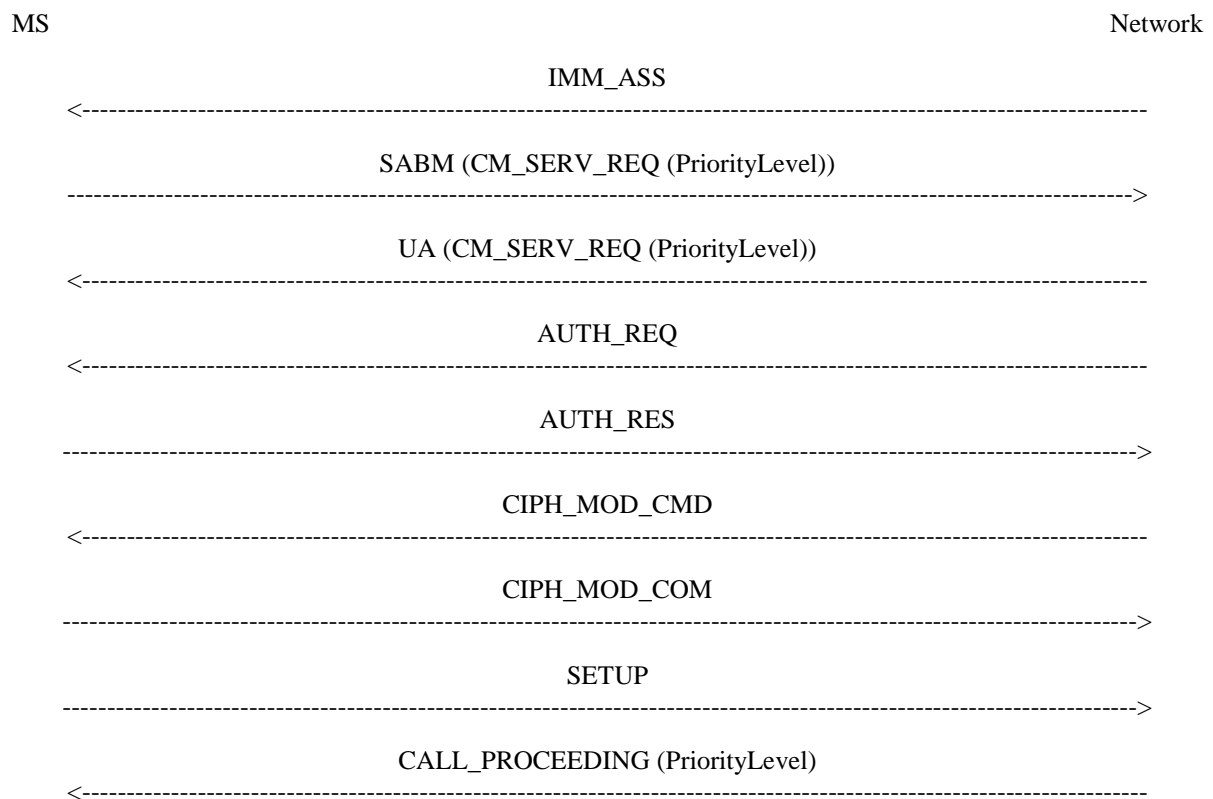 MS Network
IMM_ASS
<------------------------------------------------------------------------------------------------------------------------
SABM (CM_SERV_REQ (PriorityLevel))
------------------------------------------------------------------------------------------------------------------------>
UA (CM_SERV_REQ (PriorityLevel))
<------------------------------------------------------------------------------------------------------------------------
AUTH_REQ
<------------------------------------------------------------------------------------------------------------------------
AUTH_RES
------------------------------------------------------------------------------------------------------------------------->
CIPH_MOD_CMD
<------------------------------------------------------------------------------------------------------------------------
CIPH_MOD_COM
------------------------------------------------------------------------------------------------------------------------->
SETUP
------------------------------------------------------------------------------------------------------------------------->
CALL_PROCEEDING (PriorityLevel)
<------------------------------------------------------------------------------------------------------------------------